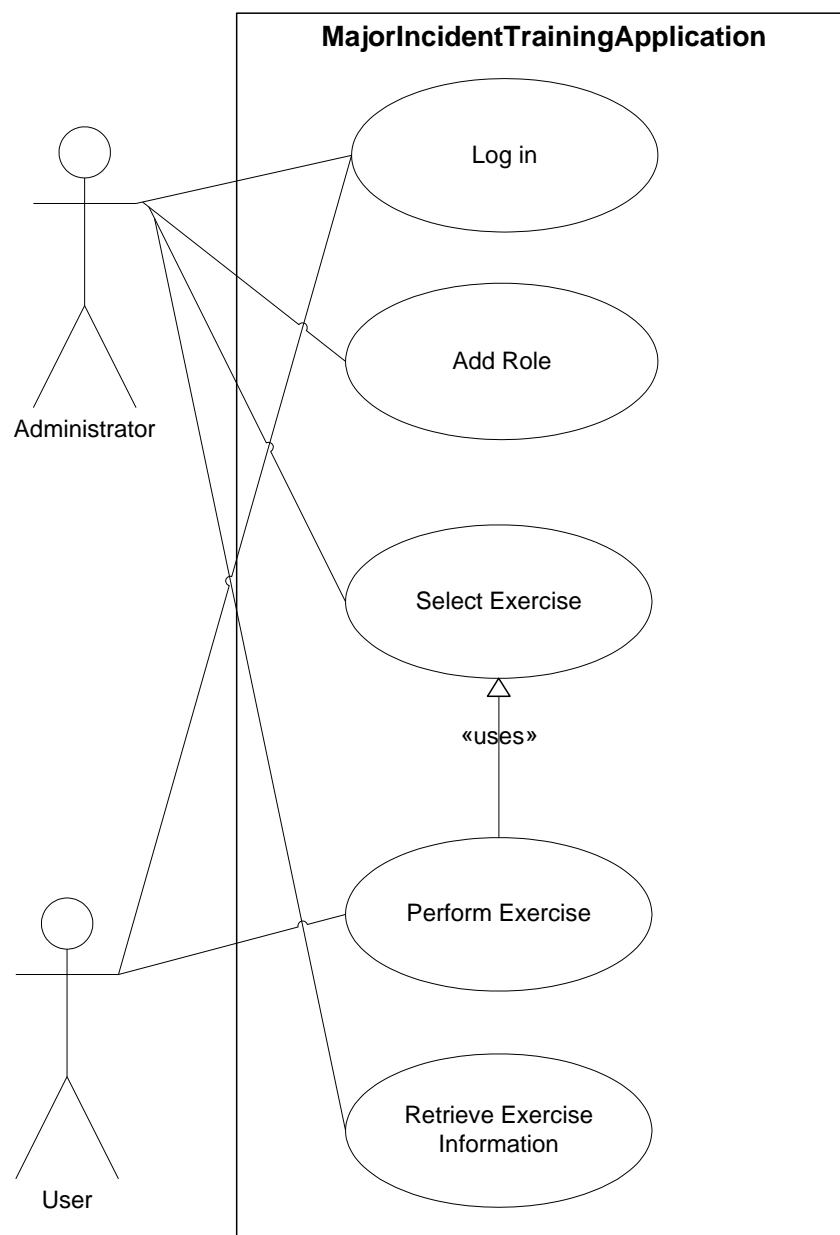 MajorIncidentTrainingApplication
Log in
Add Role
Administrator
Select Exercise
«uses»
Perform Exercise
Retrieve Exercise
Information
User